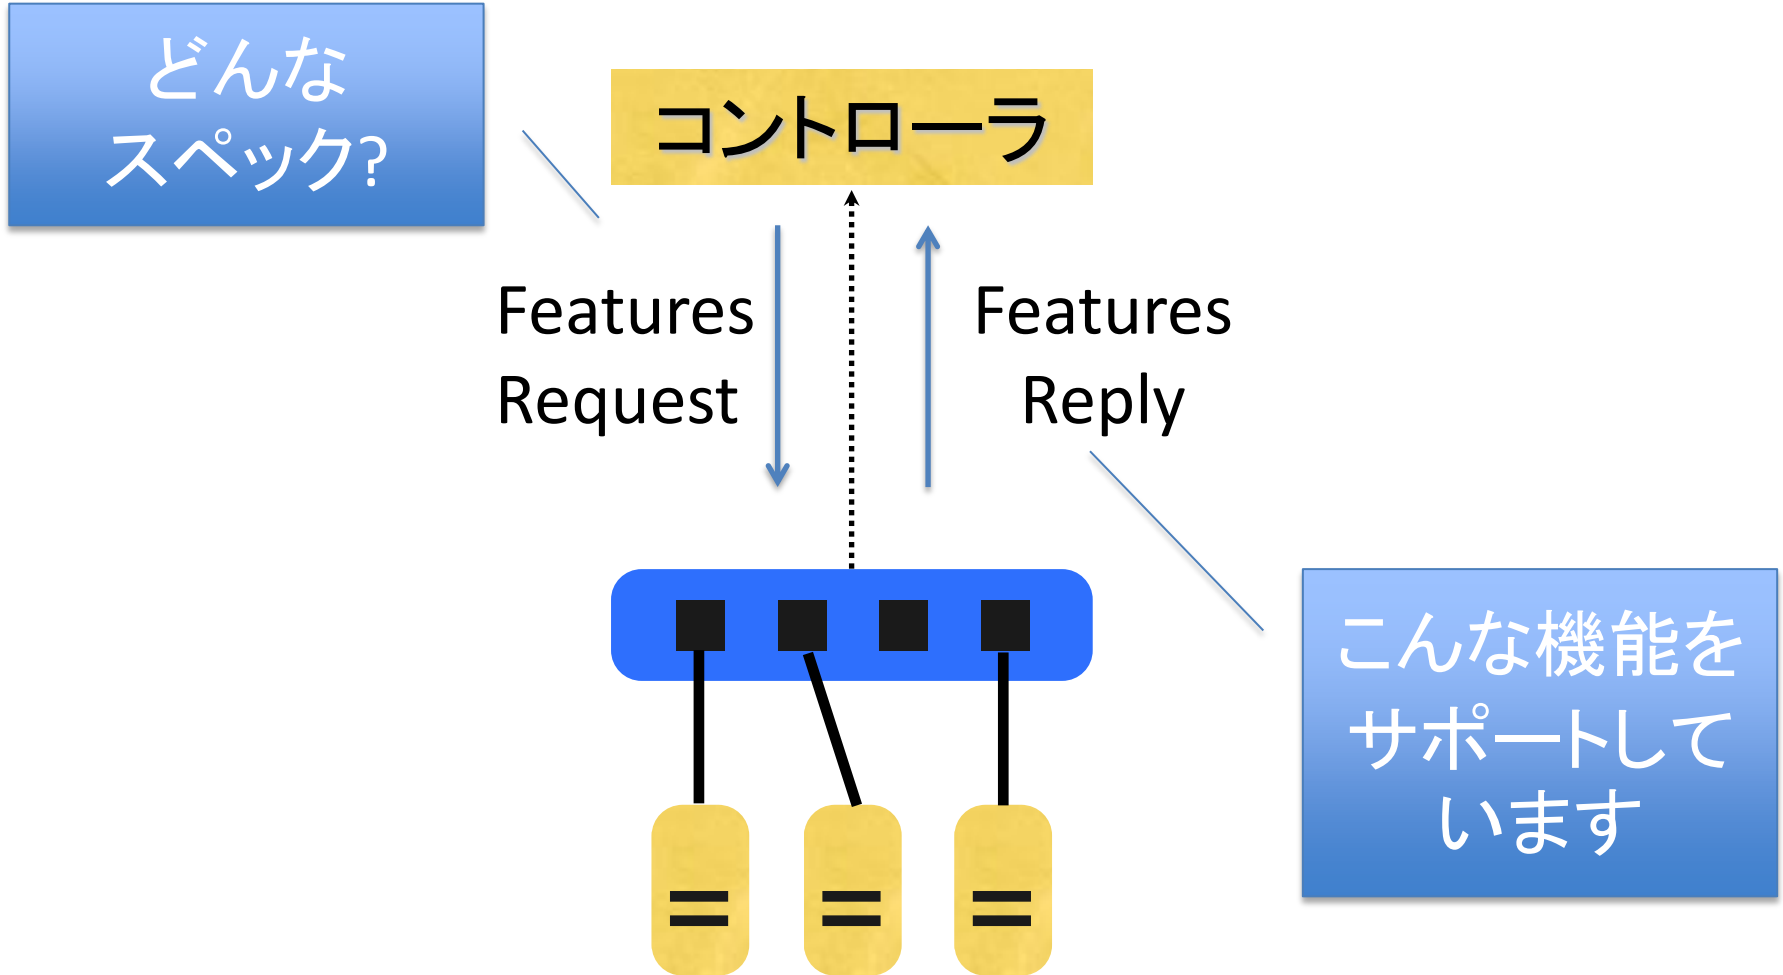 どんな
スペック?
コントローラ
Features
Request
Features
Reply
こんな機能を
サポートして
います